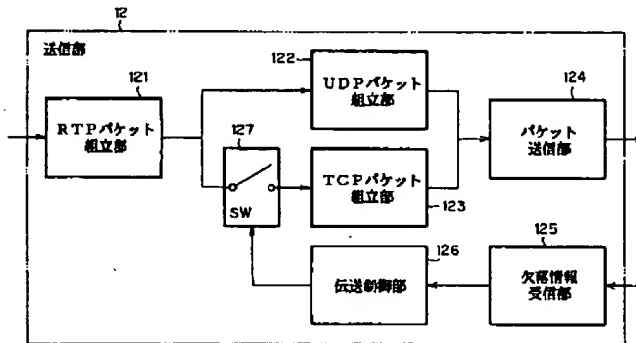 12
送信部
121
RTPパケット
組立部
122
UDPパケット
組立部
124
パケット
送信部
127
SW
TCPパケット
組立部
123
126
伝送制御部
125
欠落情報
受信部